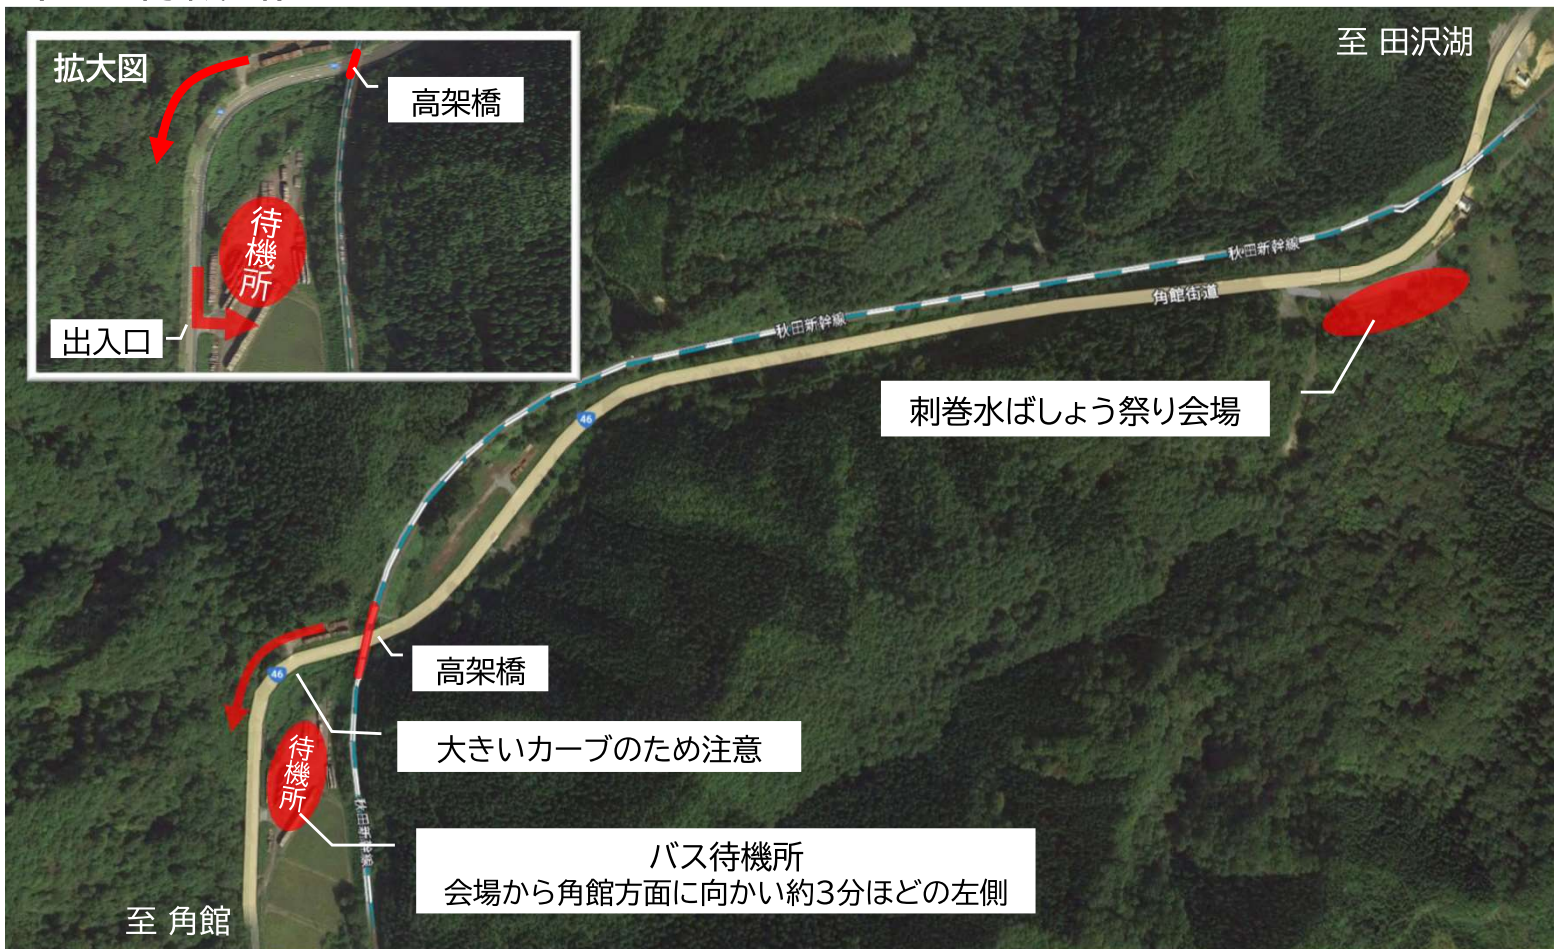 至 田沢湖
拡大図
高架橋
待機所
出入口
秋田新幹線
秋田新幹線
角館街道
46
刺巻水ばしょう祭り会場
高架橋
46
大きいカーブのため注意
待機所
秋田新幹線
バス待機所
会場から角館方面に向かい約3分ほどの左側
至 角館